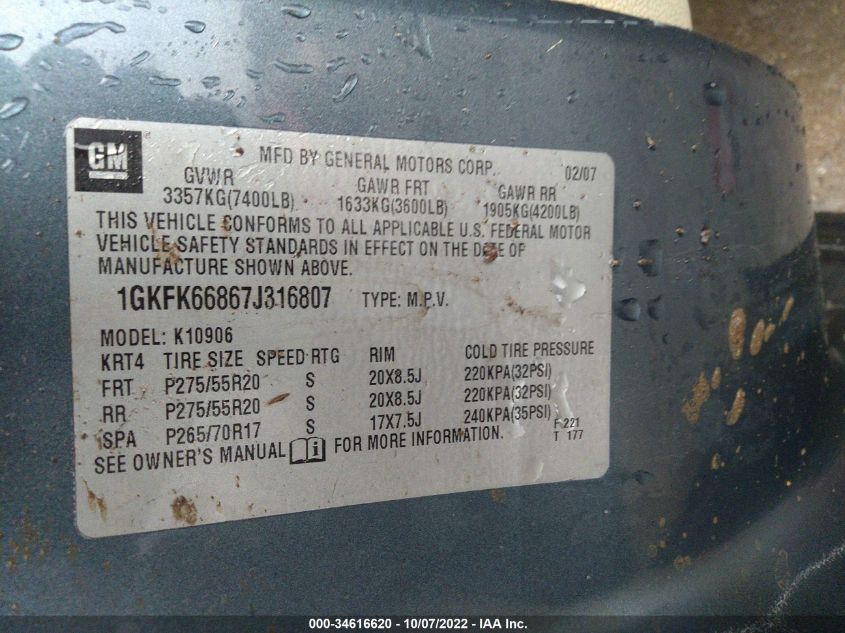 GM
MFD BY GENERAL MOTORS CORP. 02/07
GVWR GAWR FRT GAWR RR
3357KG(7400LB) 1633KG(3600LB) 1905KG(4200LB)
THIS VEHICLE CONFORMS TO ALL APPLICABLE U.S. FEDERAL MOTOR
VEHICLE SAFETY STANDARDS IN EFFECT ON THE DATE OF
MANUFACTURE SHOWN ABOVE.
1GKFK66867J316807 TYPE: M.P.V.
MODEL: K10906
KRT4 TIRE SIZE SPEED RTG RIM COLD TIRE PRESSURE
FRT P275/55R20 S 20X8.5J 220KPA(32PSI)
RR P275/55R20 S 20X8.5J 220KPA(32PSI)
SPA P265/70R17 S 17X7.5J 240KPA(35PSI)
SEE OWNER'S MANUAL i FOR MORE INFORMATION.
F 221
T 177
000-34616620 - 10/07/2022 - IAA Inc.